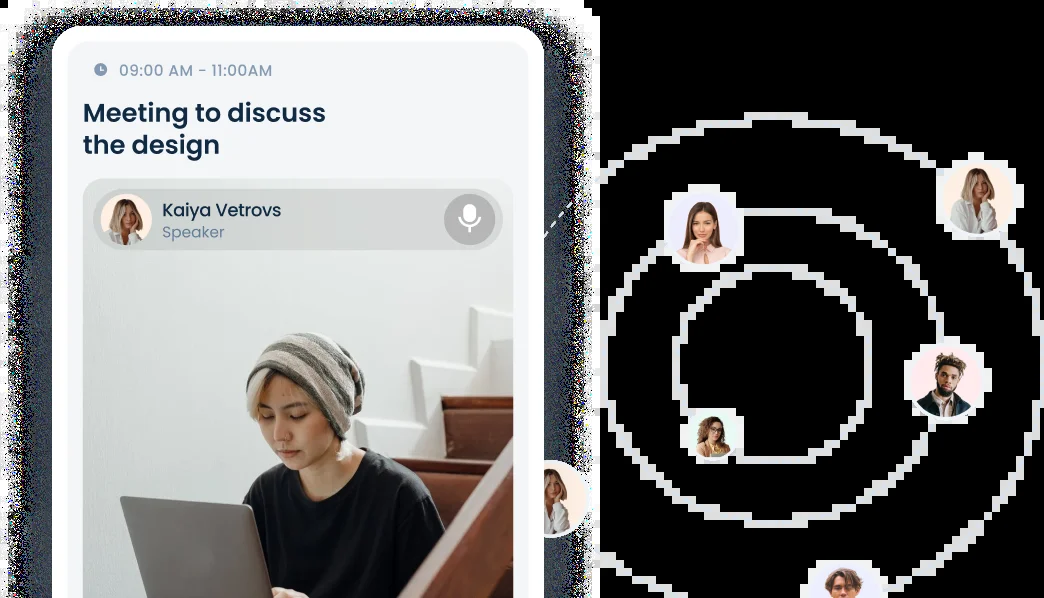 09:00 AM - 11:00AM
Meeting to discuss
the design
Kaiya Vetrovs
Speaker